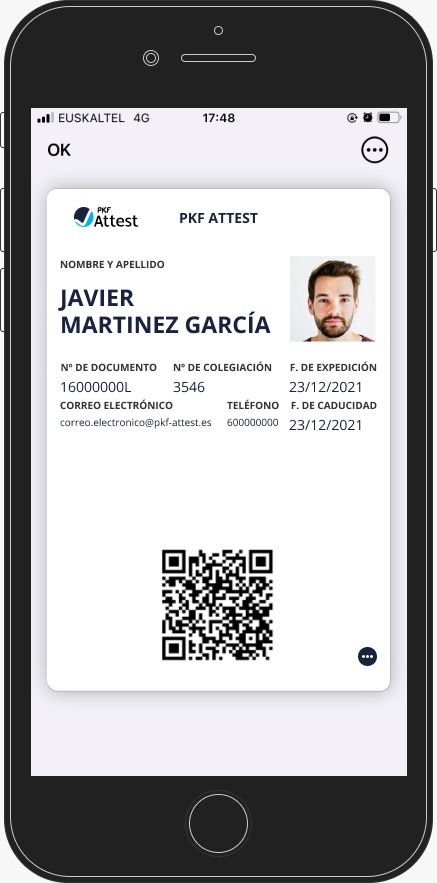 EUSKALTEL 4G 17:48
OK
PKF
Attest
PKF ATTEST
NOMBRE Y APELLIDO
JAVIER
MARTINEZ GARCÍA
Nº DE DOCUMENTO Nº DE COLEGIACIÓN F. DE EXPEDICIÓN
16000000L 3546 23/12/2021
CORREO ELECTRÓNICO TELÉFONO F. DE CADUCIDAD
correo.electronico@pkf-attest.es 600000000 23/12/2021